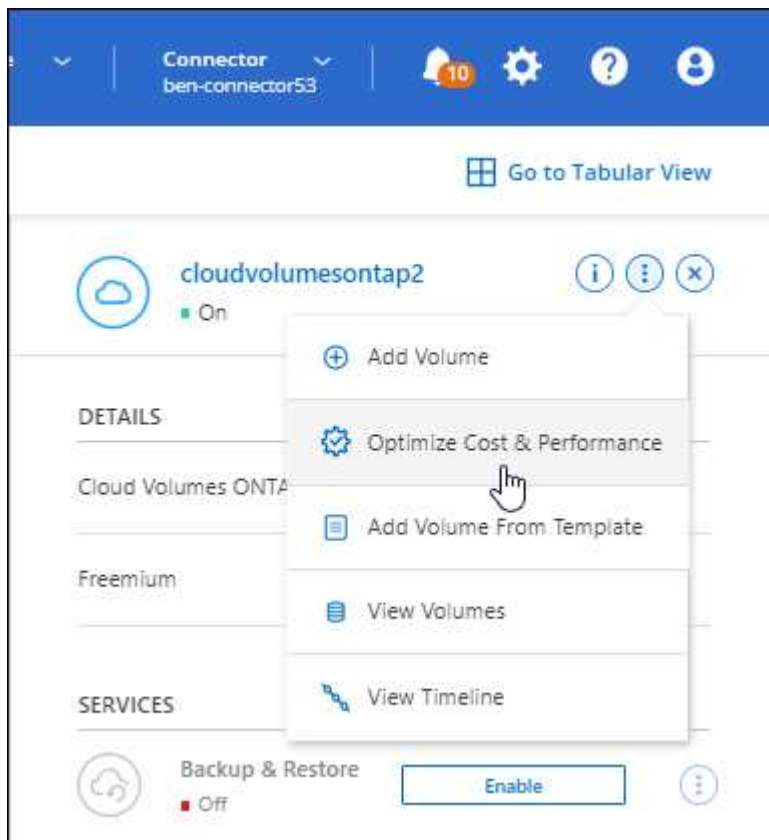 Connector
ben-connector53
10
Go to Tabular View
cloudvolumesontap2
On
Add Volume
DETAILS
Optimize Cost & Performance
Cloud Volumes ONTA
Add Volume From Template
Freemium
View Volumes
View Timeline
SERVICES
Backup & Restore
Off
Enable